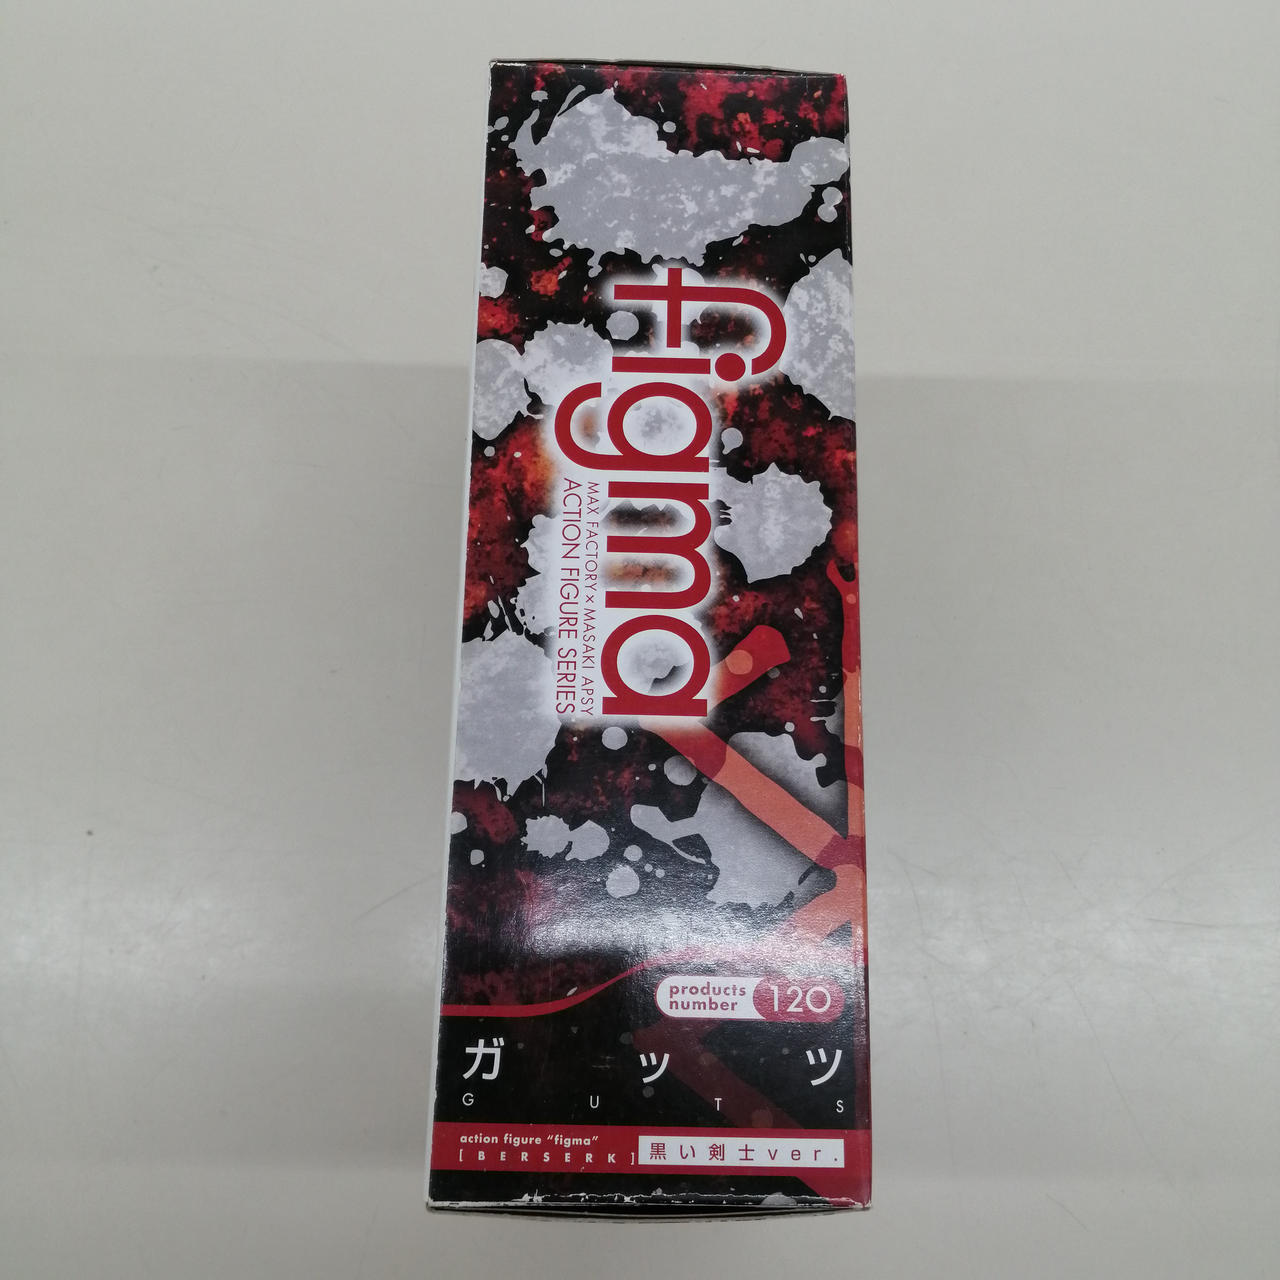 figma
MAX FACTORY × MASAKI APSY
ACTION FIGURE SERIES
products
number
120
ガッツ
GUTS
action figure “figma”
[BERSERK]
黒い剣士ver.